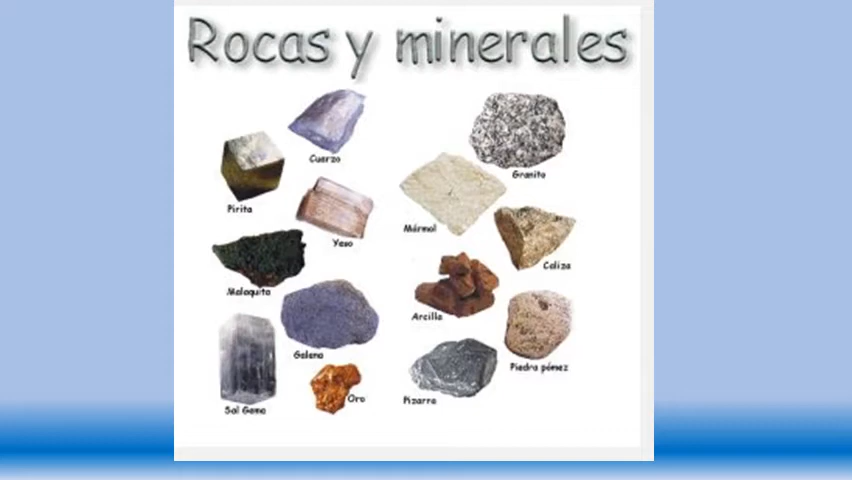 Rocas y minerales
Cuarzo
Granito
Pirita
Mármol
Yeso
Caliza
Malaquita
Arcilla
Galena
Piedra pómez
Oro
Pizarra
Sal Gema